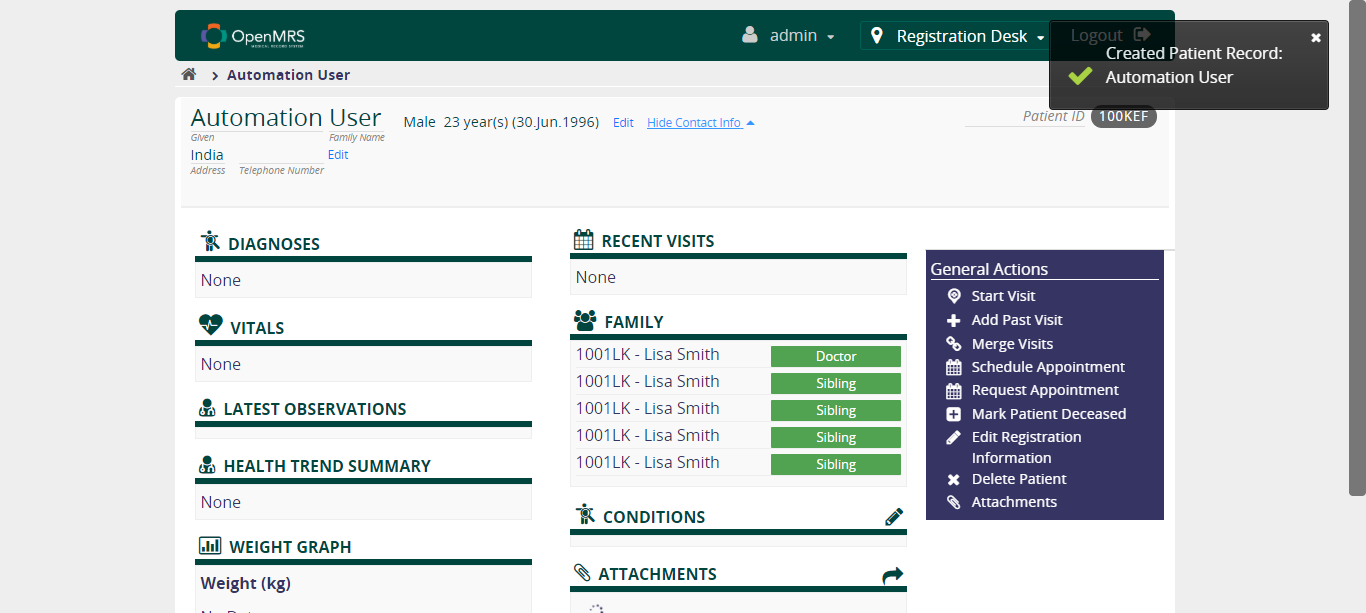 OpenMRS
MEDICAL RECORD SYSTEM
admin
Registration Desk
Logout
Created Patient Record:
Automation User
Automation User
Automation User
Given
Family Name
Male 23 year(s) (30.Jun.1996) Edit Hide Contact Info
Patient ID 100KEF
India
Edit
Address
Telephone Number
DIAGNOSES
None
VITALS
None
LATEST OBSERVATIONS
HEALTH TREND SUMMARY
None
WEIGHT GRAPH
Weight (kg)
RECENT VISITS
None
FAMILY
1001LK - Lisa Smith Doctor
1001LK - Lisa Smith Sibling
1001LK - Lisa Smith Sibling
1001LK - Lisa Smith Sibling
1001LK - Lisa Smith Sibling
CONDITIONS
ATTACHMENTS
General Actions
Start Visit
Add Past Visit
Merge Visits
Schedule Appointment
Request Appointment
Mark Patient Deceased
Edit Registration
Information
Delete Patient
Attachments